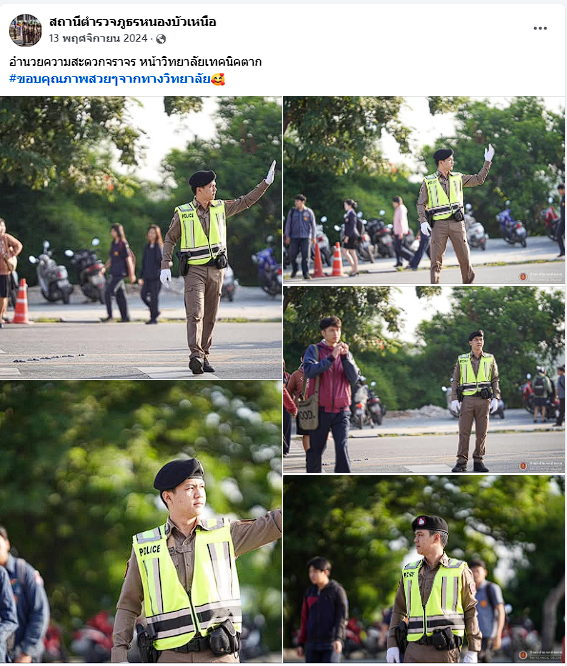 สถานีตำรวจภูธรหนองบัวเหนือ
13 พฤศจิกายน 2024 ·
อำนวยความสะดวกจราจร หน้าวิทยาลัยเทคนิคตาก
#ขอบคุณภาพสวยๆจากทางวิทยาลัย🥰
POLICE
POLICE
POLICE